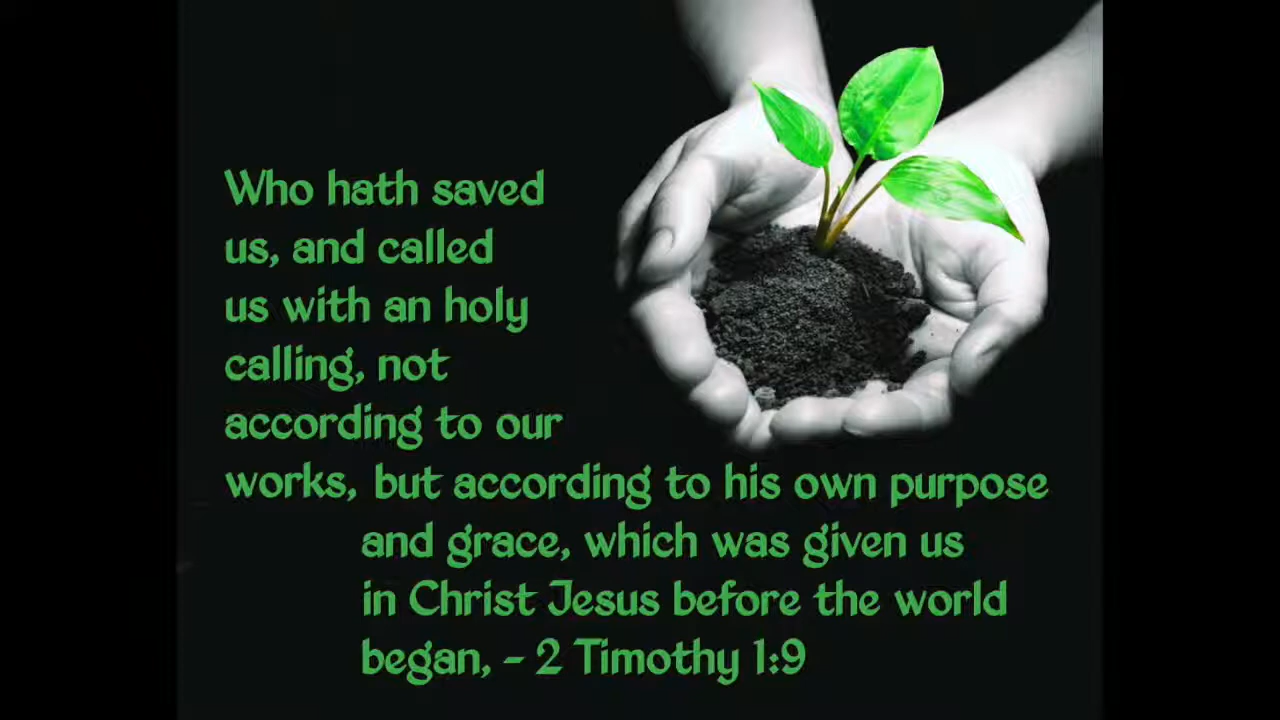 Who hath saved
us, and called
us with an holy
calling, not
according to our
works, but according to his own purpose
and grace, which was given us
in Christ Jesus before the world
began, - 2 Timothy 1:9